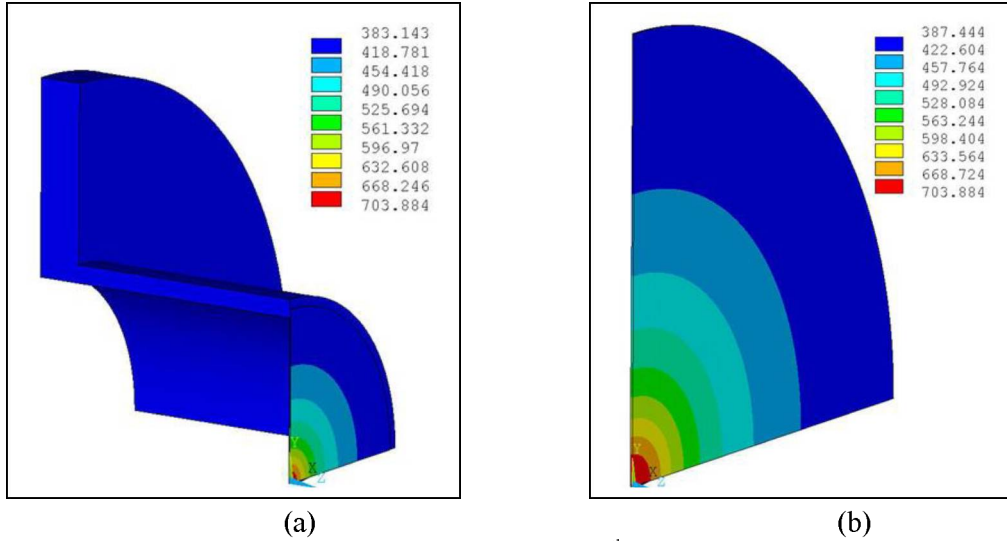 383.143
418.781
454.418
490.056
525.694
561.332
596.97
632.608
668.246
703.884
Y
X
Z
(a)
387.444
422.604
457.764
492.924
528.084
563.244
598.404
633.564
668.724
703.884
Y
X
Z
(b)